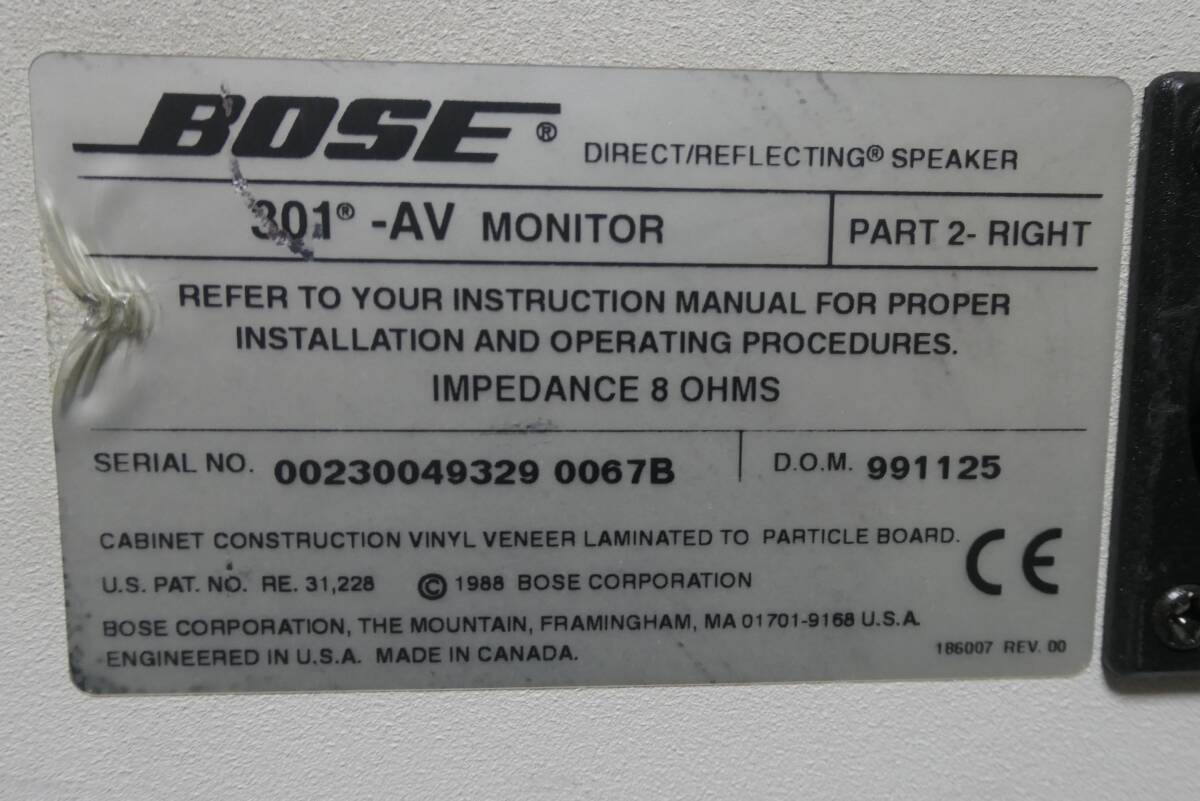 BOSE® DIRECT/REFLECTING® SPEAKER
301® -AV MONITOR PART 2- RIGHT
REFER TO YOUR INSTRUCTION MANUAL FOR PROPER
INSTALLATION AND OPERATING PROCEDURES.
IMPEDANCE 8 OHMS
SERIAL NO. 00230049329 0067B D.O.M. 991125
CABINET CONSTRUCTION VINYL VENEER LAMINATED TO PARTICLE BOARD. CE
U.S. PAT. NO. RE. 31,228 © 1988 BOSE CORPORATION
BOSE CORPORATION, THE MOUNTAIN, FRAMINGHAM, MA 01701-9168 U.S.A.
ENGINEERED IN U.S.A. MADE IN CANADA. 186007 REV. 00